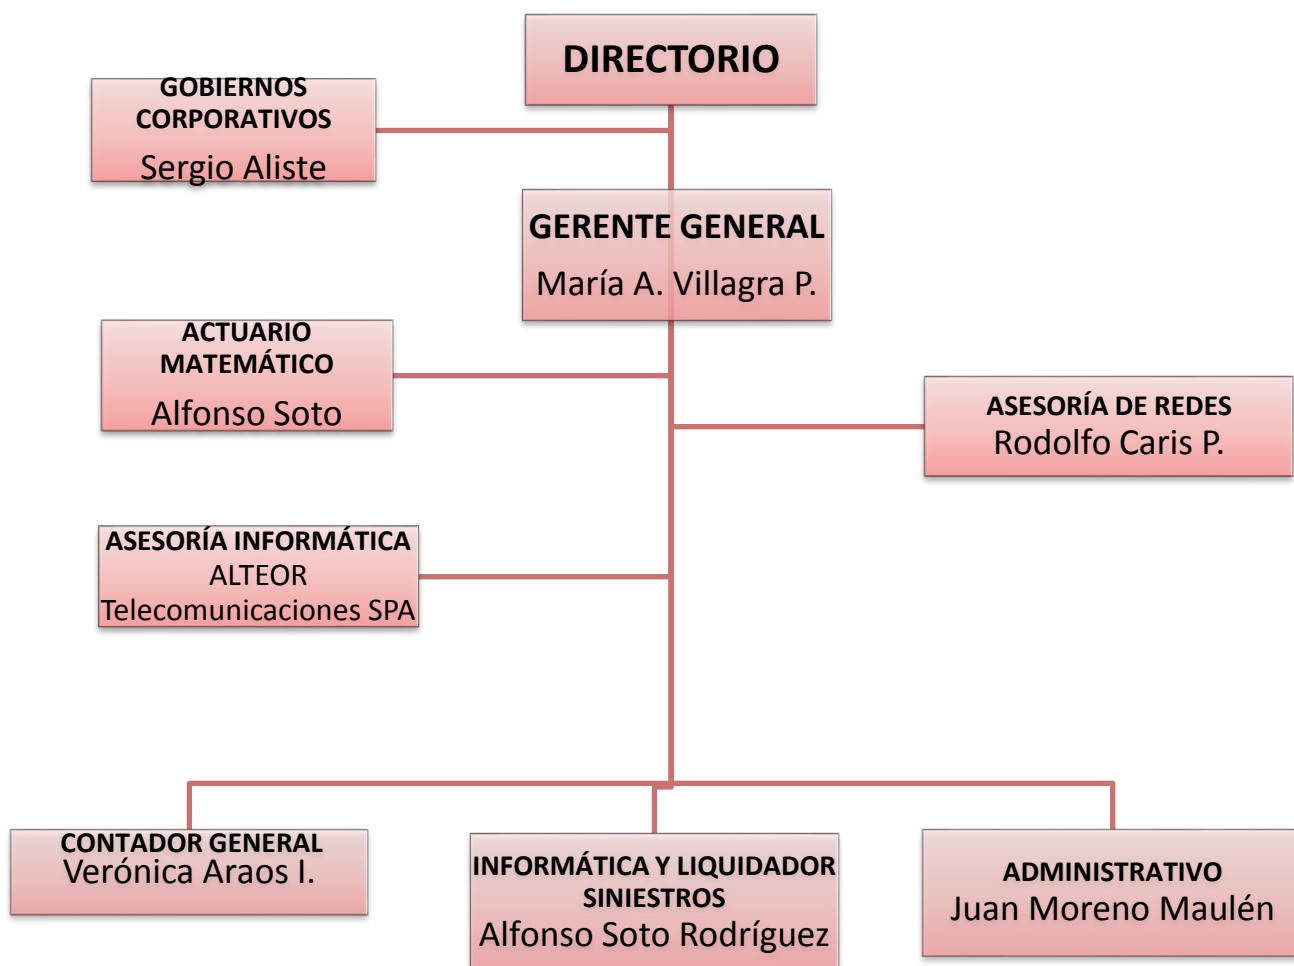 DIRECTORIO
GOBIERNOS
CORPORATIVOS
Sergio Aliste
GERENTE GENERAL
María A. Villagra P.
ACTUARIO
MATEMÁTICO
Alfonso Soto
ASESORÍA DE REDES
Rodolfo Caris P.
ASESORÍA INFORMÁTICA
ALTEOR
Telecomunicaciones SPA
CONTADOR GENERAL
Verónica Araos I.
INFORMÁTICA Y LIQUIDADOR
SINIESTROS
Alfonso Soto Rodríguez
ADMINISTRATIVO
Juan Moreno Maulén